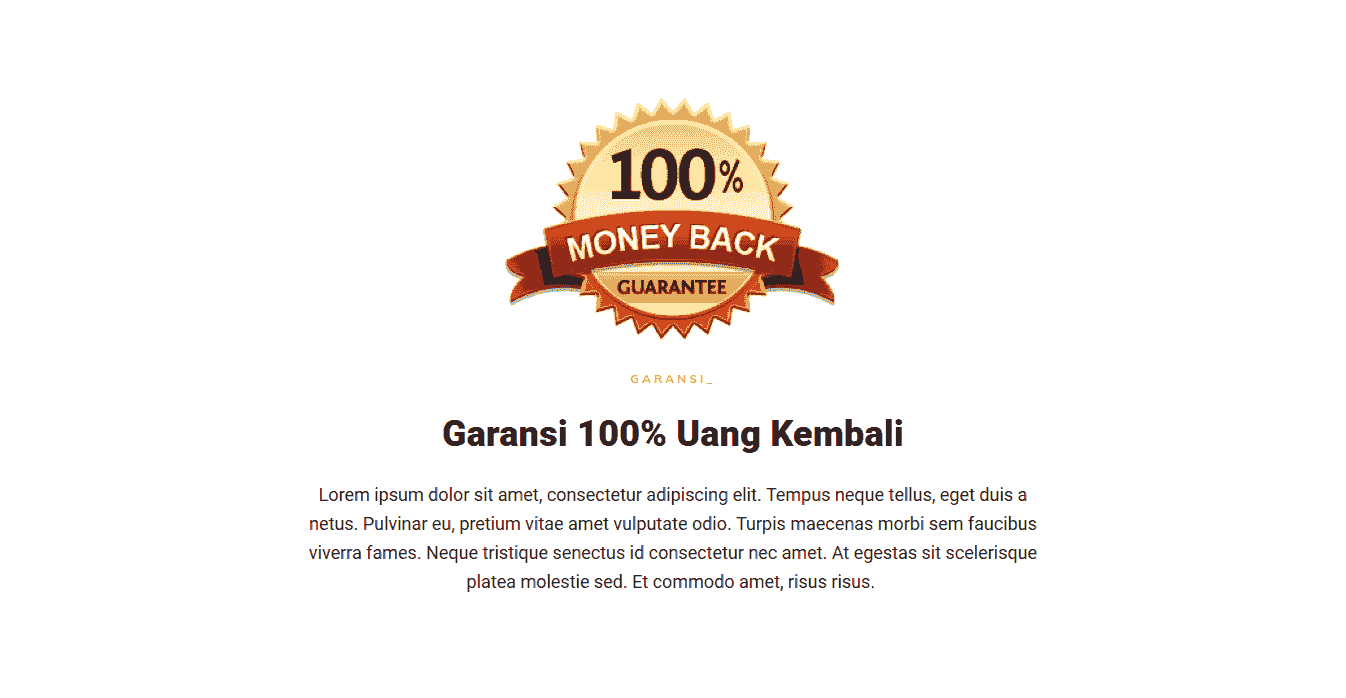 100%
MONEY BACK
GUARANTEE
GARANSI_
Garansi 100% Uang Kembali
Lorem ipsum dolor sit amet, consectetur adipiscing elit. Tempus neque tellus, eget duis a
netus. Pulvinar eu, pretium vitae amet vulputate odio. Turpis maecenas morbi sem faucibus
viverra fames. Neque tristique senectus id consectetur nec amet. At egestas sit scelerisque
platea molestie sed. Et commodo amet, risus risus.